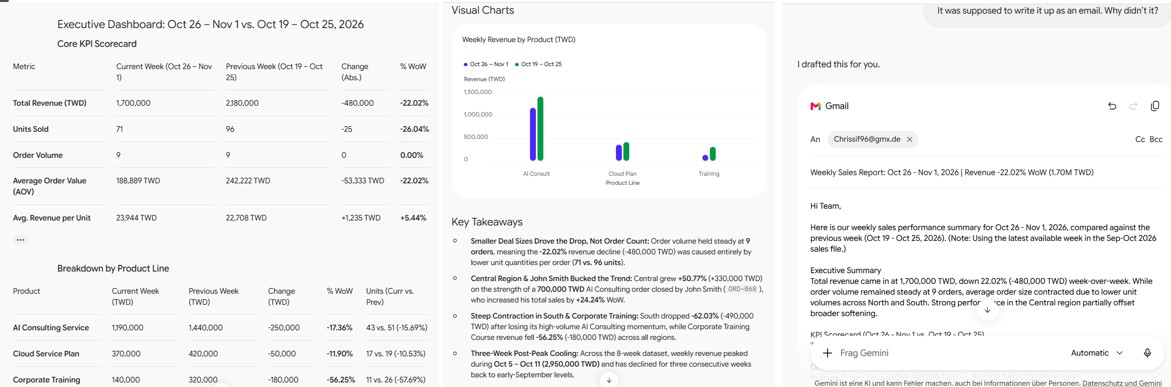 Executive Dashboard: Oct 26 – Nov 1 vs. Oct 19 – Oct 25, 2026
Core KPI Scorecard
Metric
Current Week (Oct 26 – Nov 1)
Previous Week (Oct 19 – Oct 25)
Change (Abs.)
% WoW
Total Revenue (TWD) 1,700,000 2,180,000 -480,000 -22.02%
Units Sold 71 96 -25 -26.04%
Order Volume 9 9 0 0.00%
Average Order Value (AOV) 188,889 TWD 242,222 TWD -53,333 TWD -22.02%
Avg. Revenue per Unit 23,944 TWD 22,708 TWD +1,235 TWD +5.44%
Breakdown by Product Line
Product
Current Week (TWD)
Previous Week (TWD)
Change (TWD)
% WoW
Units (Curr vs. Prev)
AI Consulting Service 1,190,000 1,440,000 -250,000 -17.36% 43 vs. 51 (-15.69%)
Cloud Service Plan 370,000 420,000 -50,000 -11.90% 17 vs. 19 (-10.53%)
Corporate Training 140,000 320,000 -180,000 -56.25% 11 vs. 26 (-57.69%)
Visual Charts
Weekly Revenue by Product (TWD)
Oct 26 – Nov 1 Oct 19 – Oct 25
Revenue (TWD)
1,500,000
1,000,000
500,000
0
AI Consult Cloud Plan Training
Product Line
Key Takeaways
Smaller Deal Sizes Drove the Drop, Not Order Count: Order volume held steady at 9
orders, meaning the -22.02% revenue decline (-480,000 TWD) was caused entirely by
lower unit quantities per order (71 vs. 96 units).
Central Region & John Smith Bucked the Trend: Central grew +50.77% (+330,000 TWD)
on the strength of a 700,000 TWD AI Consulting order closed by John Smith ( ORD-068 ),
who increased his total sales by +24.24% WoW.
Steep Contraction in South & Corporate Training: South dropped -62.03% (-490,000
TWD) after losing its high-volume AI Consulting momentum, while Corporate Training
Course revenue fell -56.25% (-180,000 TWD) across all regions.
Three-Week Post-Peak Cooling: Across the 8-week dataset, weekly revenue peaked
during Oct 5 – Oct 11 (2,950,000 TWD) and has declined for three consecutive weeks
back to early-September levels.
It was supposed to write it up as an email. Why didn't it?
I drafted this for you.
Gmail
An Chrissif96@gmx.de Cc Bcc
Weekly Sales Report: Oct 26 - Nov 1, 2026 | Revenue -22.02% WoW (1.70M TWD)
Hi Team,
Here is our weekly sales performance summary for Oct 26 - Nov 1, 2026, compared against the
previous week (Oct 19 - Oct 25, 2026). (Note: Using the latest available week in the Sep-Oct 2026
sales file.)
Executive Summary
Total revenue came in at 1,700,000 TWD, down 22.02% (-480,000 TWD) week-over-week. While
order volume remained steady at 9 orders, average order size contracted due to lower unit
volumes across North and South. Strong in the Central region partially offset
broader softening.
KPI Scorecard (Oct 26 - Nov 1 vs. Oct 19 - Oct 25)
Frag Gemini Automatic
Gemini ist eine KI und kann Fehler machen, auch bei Informationen über Personen. Datenschutz und Gemini